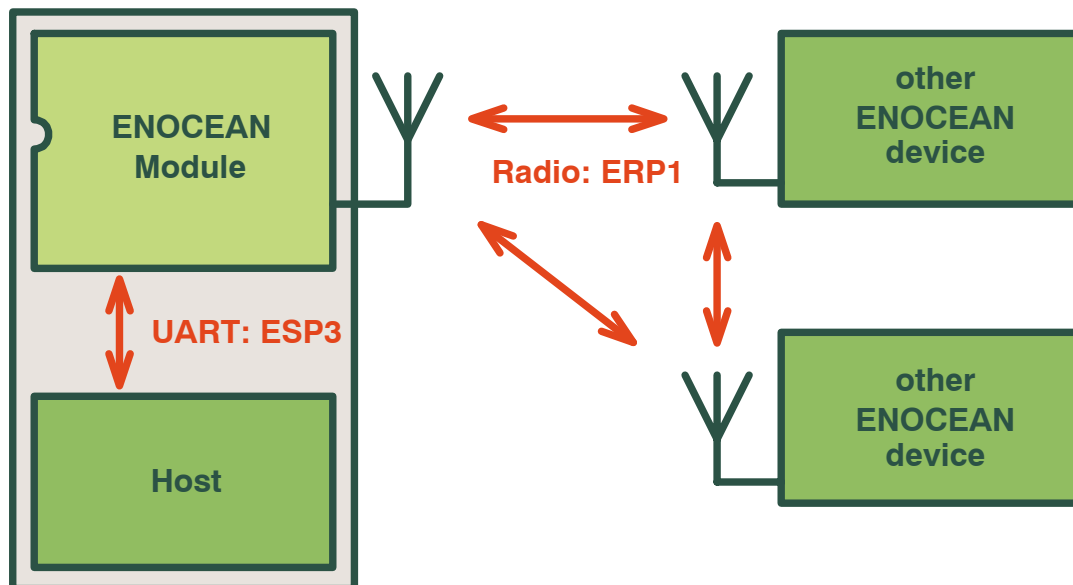 ENOCEAN
Module
Radio: ERP1
other
ENOCEAN
device
UART: ESP3
Host
other
ENOCEAN
device